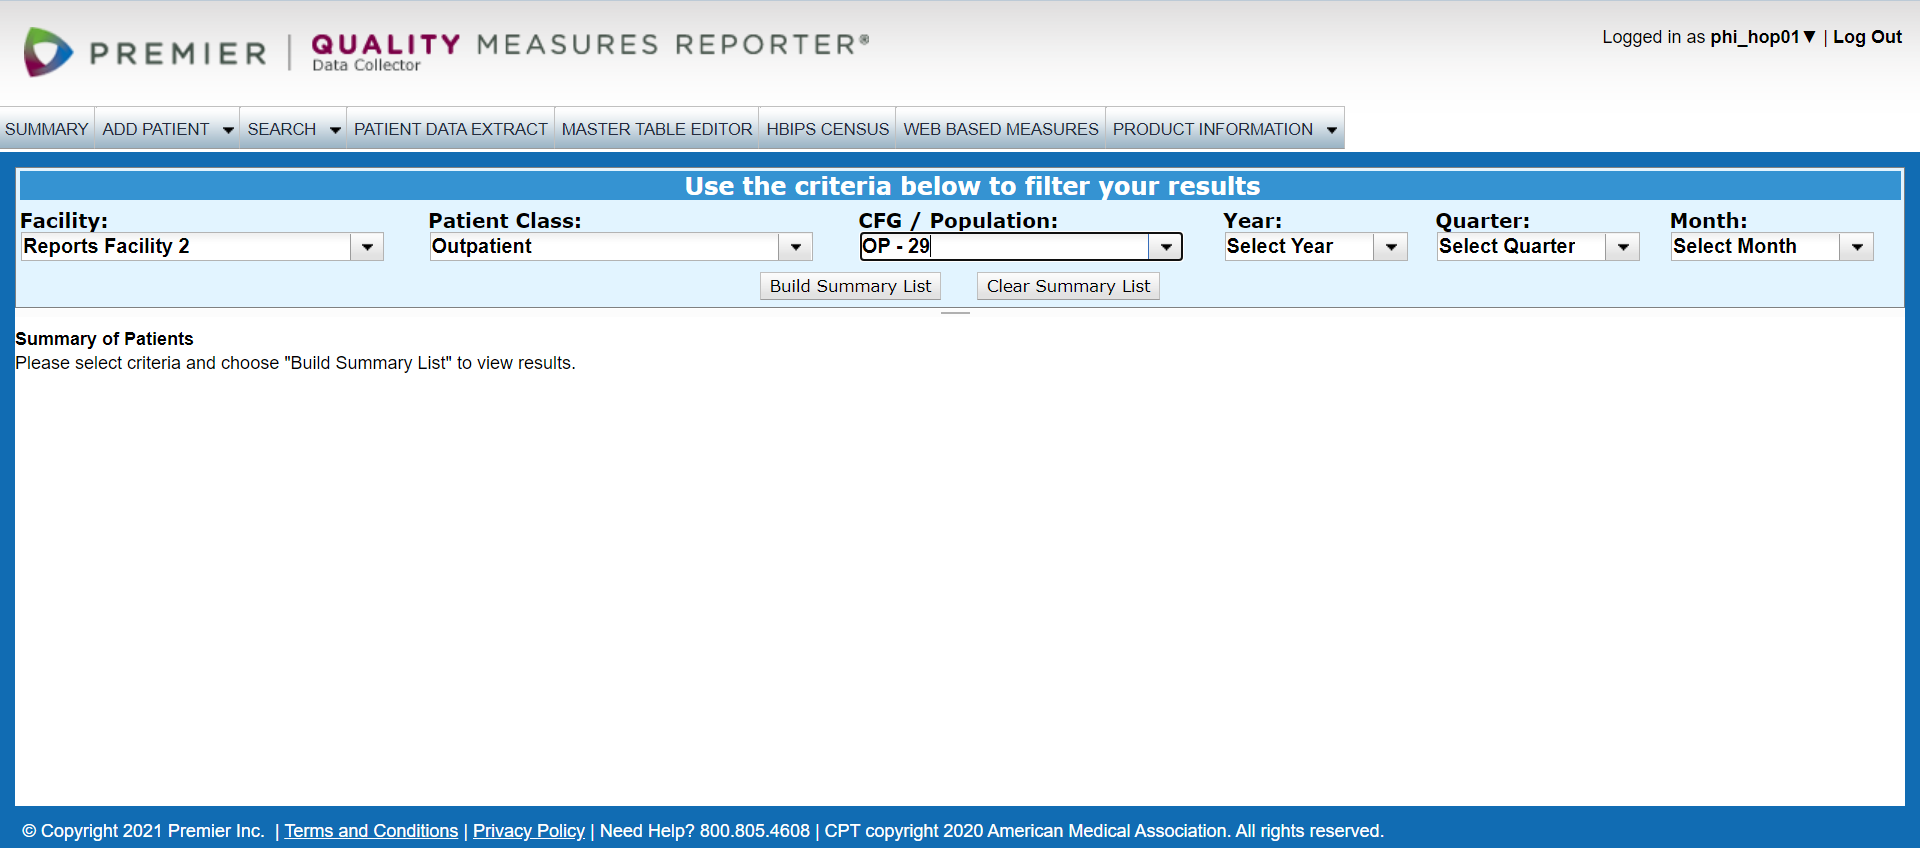 PREMIER | QUALITY MEASURES REPORTER®
Data Collector
Logged in as phi_hop01▼ | Log Out
SUMMARY ADD PATIENT SEARCH PATIENT DATA EXTRACT MASTER TABLE EDITOR HBIPS CENSUS WEB BASED MEASURES PRODUCT INFORMATION
Use the criteria below to filter your results
Facility: Patient Class: CFG / Population: Year: Quarter: Month:
Reports Facility 2 Outpatient OP - 29 Select Year Select Quarter Select Month
Build Summary List Clear Summary List
Summary of Patients
Please select criteria and choose "Build Summary List" to view results.
© Copyright 2021 Premier Inc. | Terms and Conditions | Privacy Policy | Need Help? 800.805.4608 | CPT copyright 2020 American Medical Association. All rights reserved.